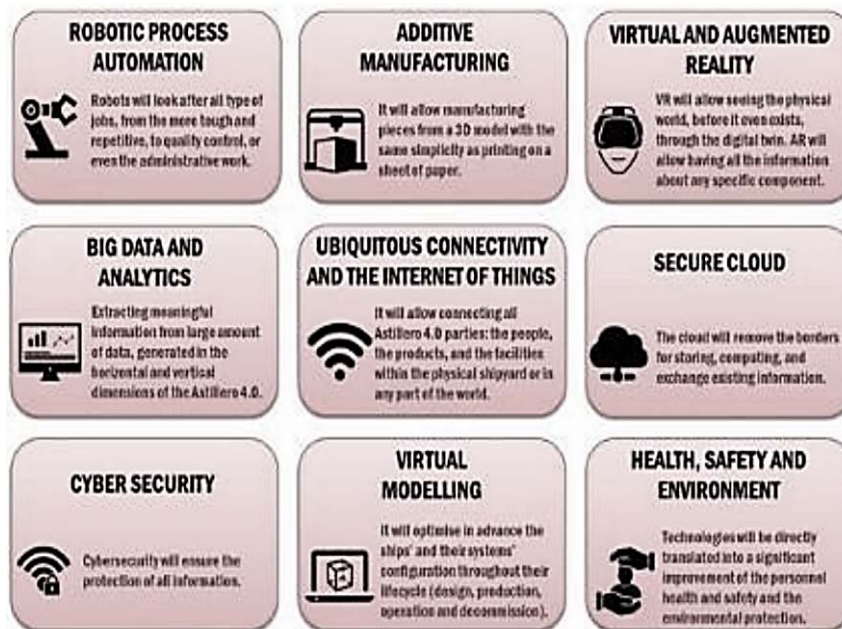 ROBOTIC PROCESS
AUTOMATION
Robots will look after all type of
jobs, from the more tough and
repetitive, to quality control, or
even the administrative work.
ADDITIVE
MANUFACTURING
It will allow manufacturing
pieces from a 3D model with the
same simplicity as printing on a
sheet of paper.
VIRTUAL AND AUGMENTED
REALITY
VR will allow seeing the physical
world, before it even exists,
through the digital twin. AR will
allow having all the information
about any specific component.
BIG DATA AND
ANALYTICS
Extracting meaningful
information from large amount
of data, generated in the
horizontal and vertical
dimensions of the Astillero 4.0.
UBIQUITOUS CONNECTIVITY
AND THE INTERNET OF THINGS
It will allow connecting all
Astillero 4.0 parties: the people,
the products, and the facilities
within the physical shipyard or in
any part of the world.
SECURE CLOUD
The cloud will remove the borders
for storing, computing, and
exchange existing information.
CYBER SECURITY
Cybersecurity will ensure the
protection of all information.
VIRTUAL
MODELLING
It will optimise in advance the
ships' and their systems'
configuration throughout their
lifecycle (design, production,
operation and decommission).
HEALTH, SAFETY AND
ENVIRONMENT
Technologies will be directly
translated into a significant
improvement of the personnel
health and safety and the
environmental protection.